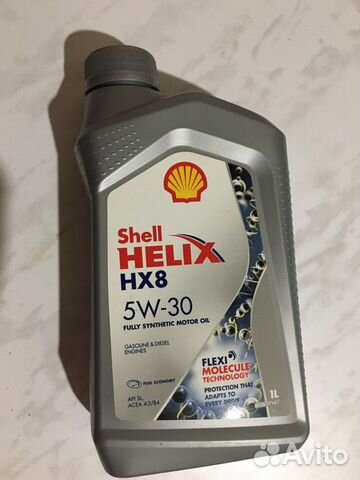 Shell
HELIX
HX8
5W-30
FULLY SYNTHETIC MOTOR OIL
GASOLINE & DIESEL
ENGINES
FUEL ECONOMY
API SL,
ACEA A3/B4
FLEXI
MOLECULE
TECHNOLOGY
PROTECTION THAT
ADAPTS TO
EVERY DRIVE
1L
Avito